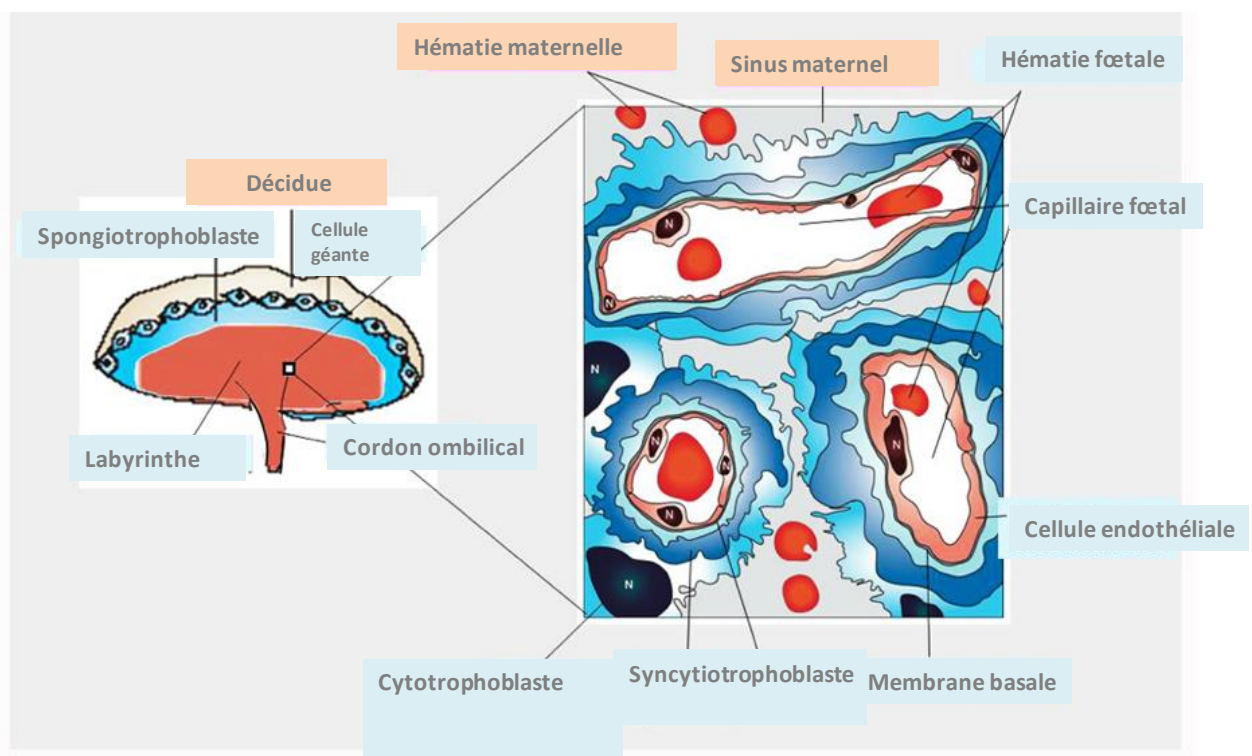 Hématie maternelle
Sinus maternel
Hématie fœtale
Décidue
Spongiotrophoblaste
Cellule
géante
Capillaire fœtal
Labyrinthe
Cordon ombilical
Cellule endothéliale
Cytotrophoblaste
Syncytiotrophoblaste
Membrane basale
N
N
N
N
N
N
N
N
N
N